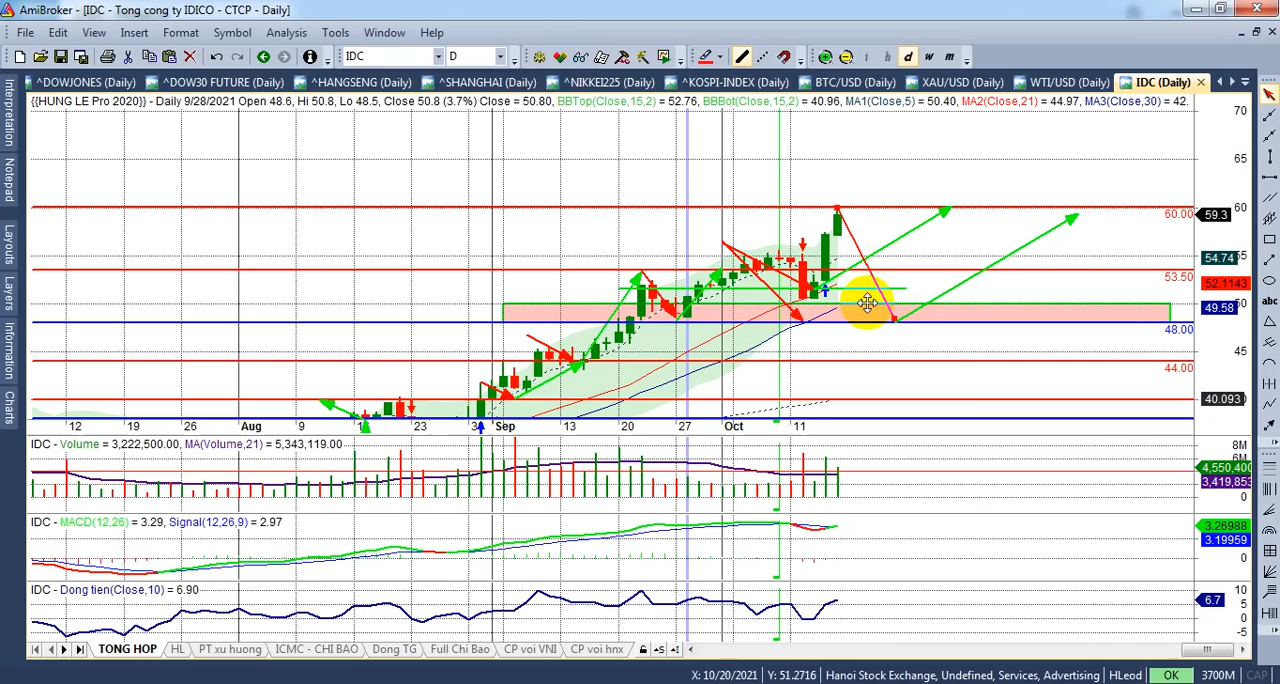 AmiBroker - [IDC - Tong cong ty IDICO - CTCP - Daily]
File Edit View Insert Format Symbol Analysis Tools Window Help
IDC D i h d w m
^DOWJONES (Daily) ^DOW30 FUTURE (Daily) ^HANGSENG (Daily) ^SHANGHAI (Daily) ^NIKKEI225 (Daily) ^KOSPI-INDEX (Daily) BTC/USD (Daily) XAU/USD (Daily) WTI/USD (Daily) IDC (Daily)
{{HUNG LE Pro 2020}} - Daily 9/28/2021 Open 48.6, Hi 50.8, Lo 48.5, Close 50.8 (3.7%) Close = 50.80, BBTop(Close,15,2) = 52.76, BBBot(Close,15,2) = 40.96, MA1(Close,5) = 50.40, MA2(Close,21) = 44.97, MA3(Close,30) = 42.
Interpretation
Notepad
Layouts
Layers
Information
Charts
abc
70
65
60
60.00
59.3
54.74
53.50
52.1143
50
49.58
48.00
45
44.00
40.093
12 19 26 Aug 9 16 23 Sep 13 20 27 Oct 11
IDC - Volume = 3,222,500.00, MA(Volume,21) = 5,343,119.00
8M
6M
4,550,400
3,419,853
0
IDC - MACD(12,26) = 3.29, Signal(12,26,9) = 2.97
3.26988
3.19959
0
IDC - Dong tien(Close,10) = 6.90
10
6.7
5
0
-5
TONG HOP HL PT xu huong ICMC - CHI BAO Dong TG Full Chi Bao CP voi VNI CP voi hnx
X: 10/20/2021 Y: 51.2716 Hanoi Stock Exchange, Undefined, Services, Advertising HLeod OK 3700M CAP